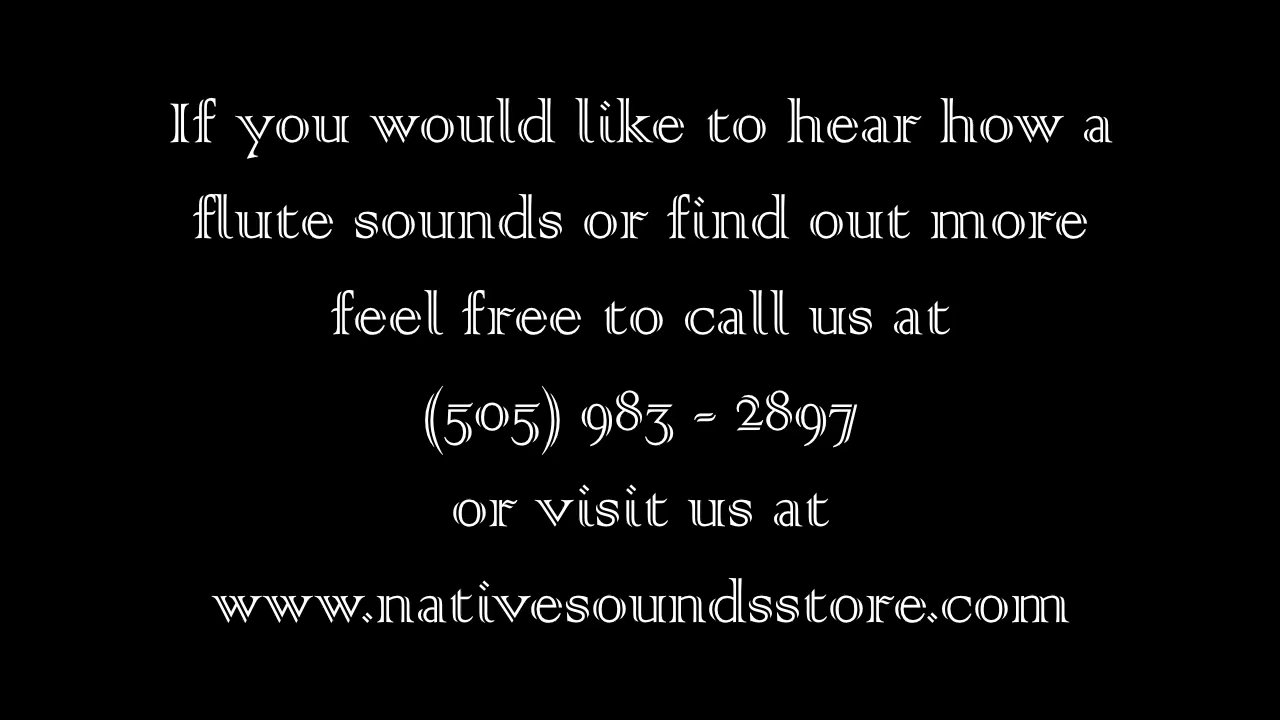 If you would like to hear how a
flute sounds or find out more
feel free to call us at
(505) 983 - 2897
or visit us at
www.nativesoundsstore.com